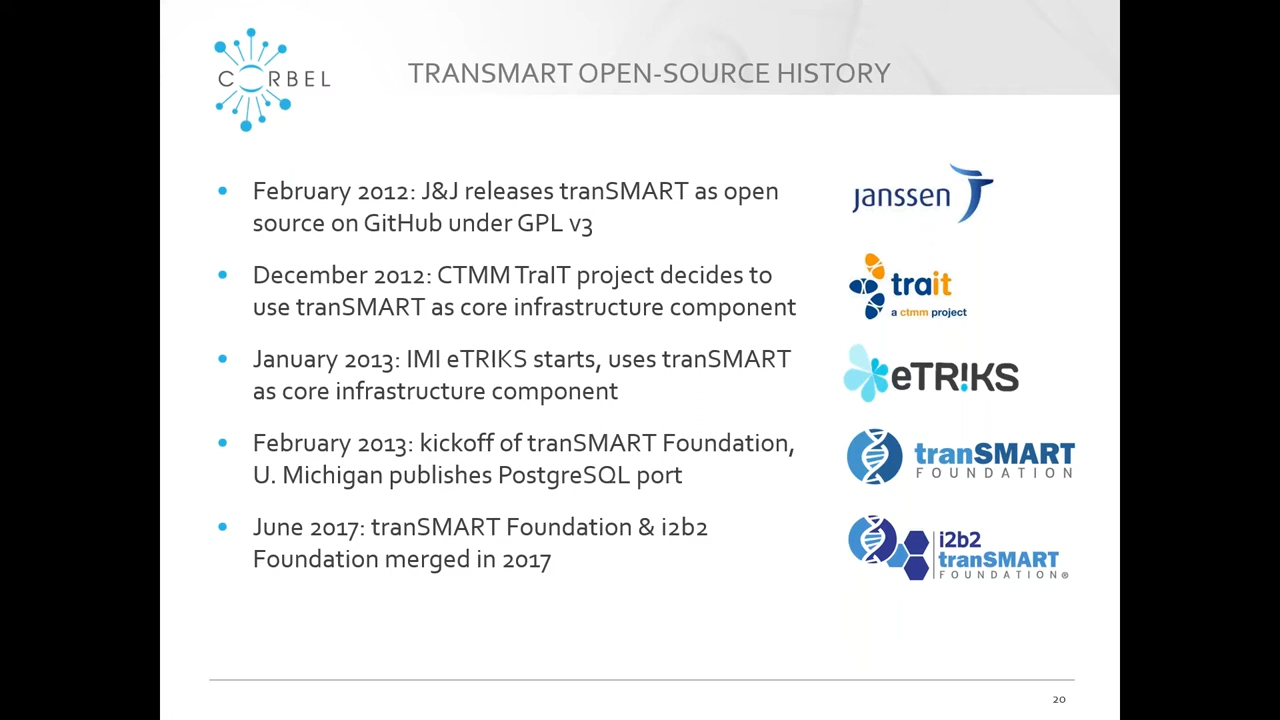 CORBEL
TRANSMART OPEN-SOURCE HISTORY
• February 2012: J&J releases tranSMART as open
source on GitHub under GPL v3
janssen
• December 2012: CTMM TraIT project decides to
use tranSMART as core infrastructure component
trait
a ctmm project
• January 2013: IMI eTRIKS starts, uses tranSMART
as core infrastructure component
eTR!KS
• February 2013: kickoff of tranSMART Foundation,
U. Michigan publishes PostgreSQL port
tranSMART
FOUNDATION
• June 2017: tranSMART Foundation & i2b2
Foundation merged in 2017
i2b2
tranSMART
FOUNDATION®
20